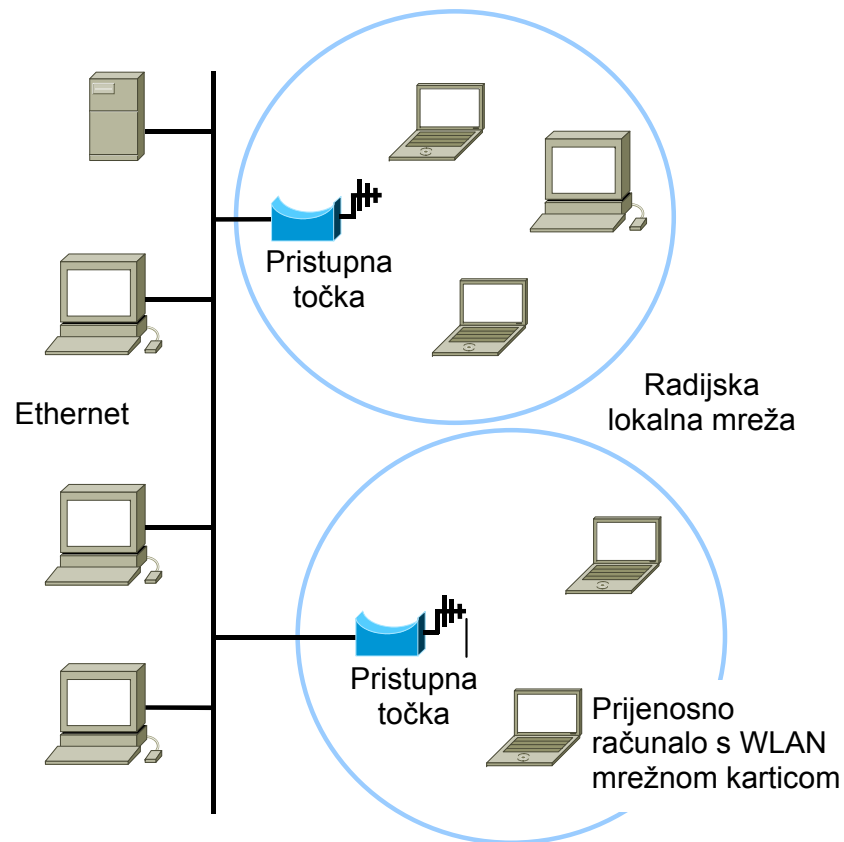 Pristupna
točka
Radijska
lokalna mreža
Ethernet
Pristupna
točka
Prijenosno
računalo s WLAN
mrežnom karticom